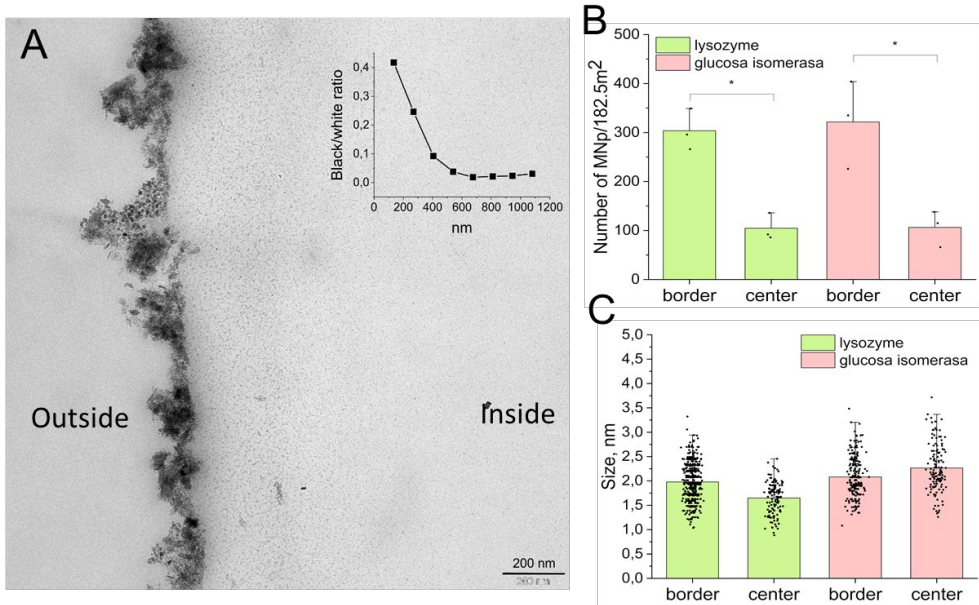 A
Outside
Inside
Black/white ratio
0,4
0,3
0,2
0,1
0,0
0 200 400 600 800 1000 1200
nm
200 nm
B
lysozyme
glucosa isomerasa
Number of MNp/182.5m²
500
400
300
200
100
0
*
*
border center border center
C
lysozyme
glucosa isomerasa
Size, nm
5,0
4,5
4,0
3,5
3,0
2,5
2,0
1,5
1,0
0,5
0,0
border center border center